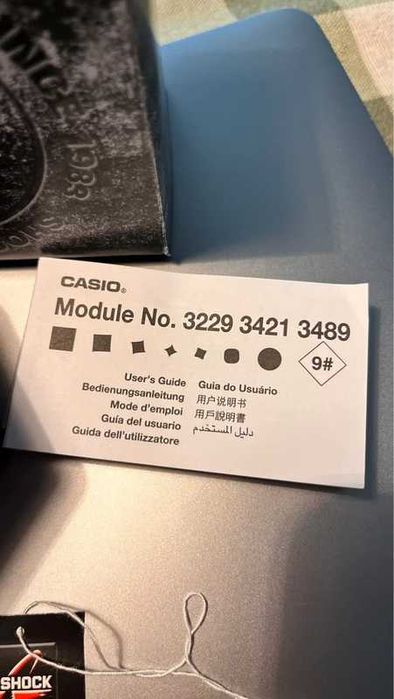 1983
CASIO®
Module No. 3229 3421 3489
9#
User's Guide
Bedienungsanleitung
Mode d'emploi
Guía del usuario
Guida dell'utilizzatore
Guia do Usuário
用户说明书
用戶說明書
دليل المستخدم
SHOCK